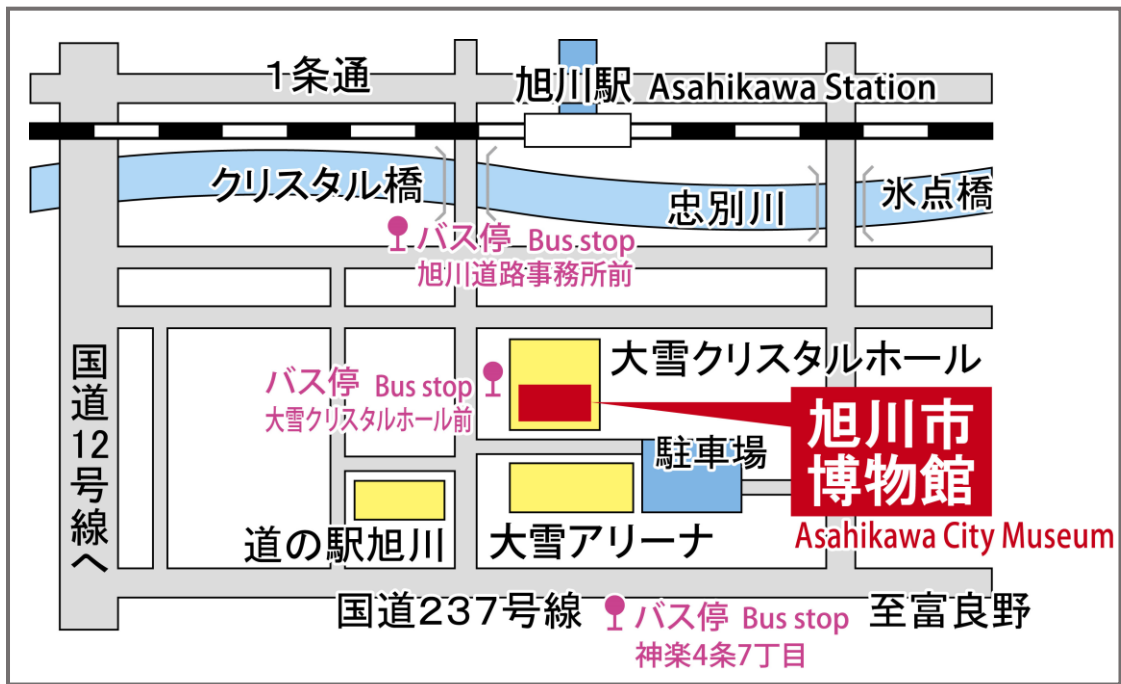 1条通
旭川駅 Asahikawa Station
クリスタル橋
忠別川
氷点橋
バス停 Bus stop
旭川道路事務所前
国道12号線へ
大雪クリスタルホール
バス停 Bus stop
大雪クリスタルホール前
旭川市
博物館
Asahikawa City Museum
駐車場
道の駅旭川
大雪アリーナ
国道237号線
バス停 Bus stop
神楽4条7丁目
至富良野